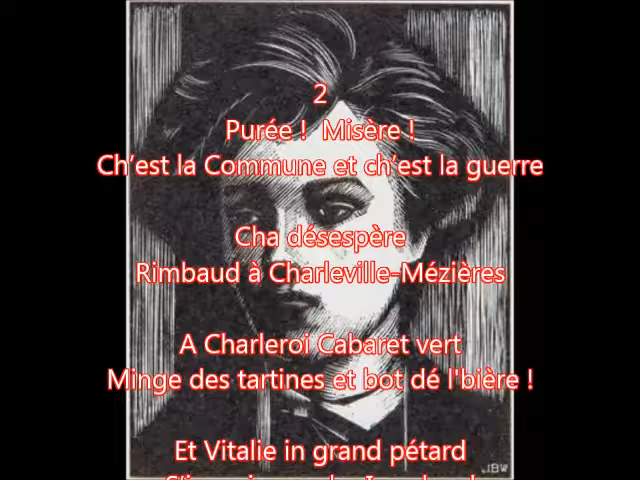 2
Purée !  Misère !
Ch’est la Commune et ch’est la guerre
Cha désespère
Rimbaud à Charleville-Mézières
A Charleroi Cabaret vert
Minge des tartines et bot dé l'bière !
Et Vitalie in grand pétard
JBW